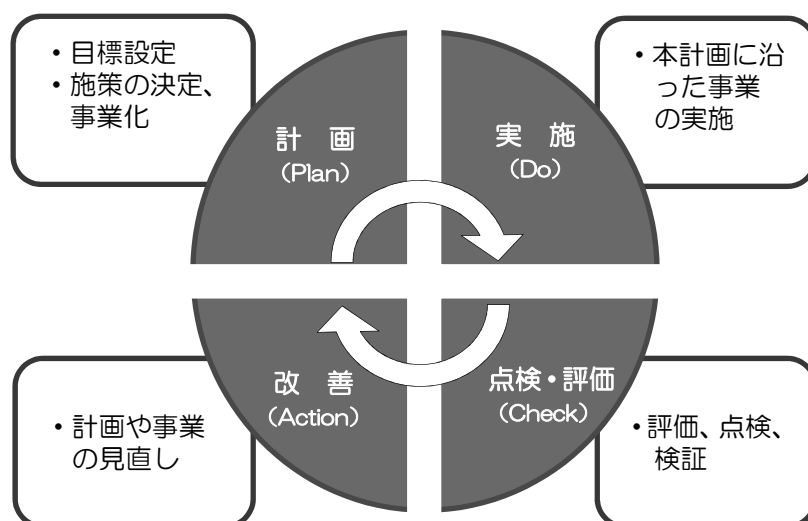 ・目標設定
・施策の決定、
事業化
計　画
(Plan)
実　施
(Do)
・本計画に沿
った事業
の実施
改　善
(Action)
点検・評価
(Check)
・計画や事業
の見直し
・評価、点検、
検証